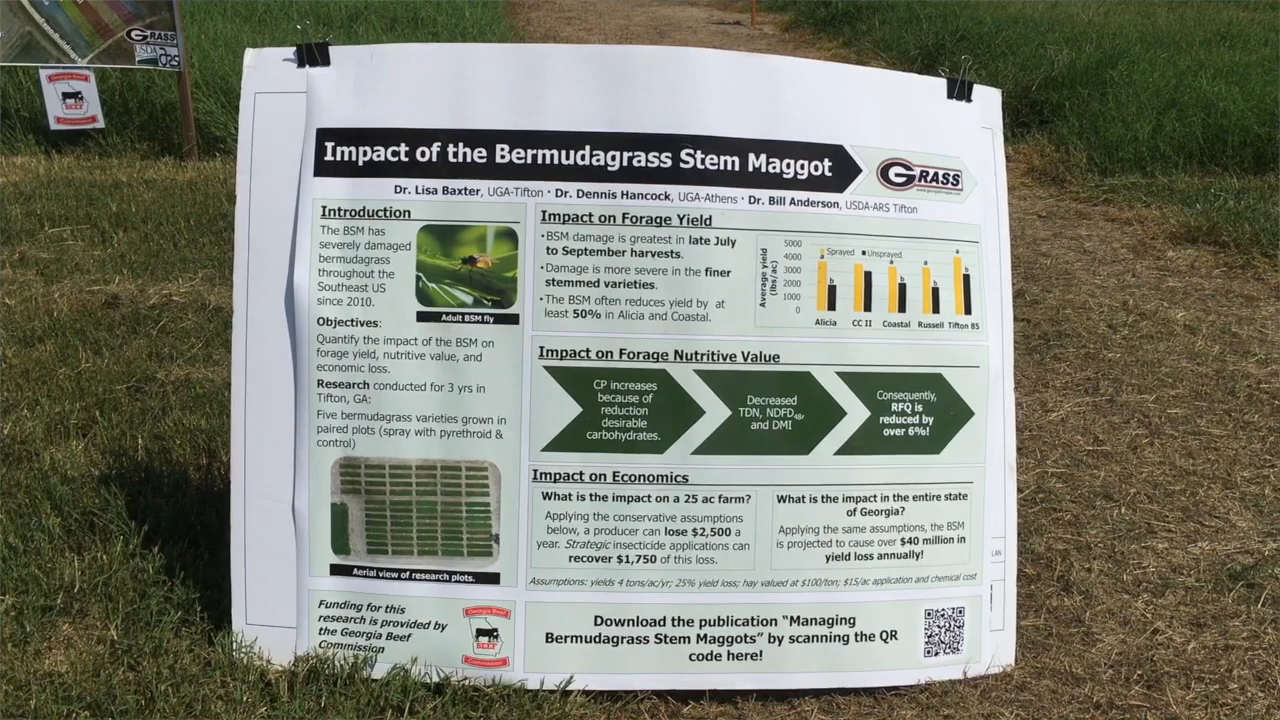 GRASS
USDA ars
Georgia Beef
BEEF
Commission
Impact of the Bermudagrass Stem Maggot
GRASS
Dr. Lisa Baxter, UGA-Tifton • Dr. Dennis Hancock, UGA-Athens • Dr. Bill Anderson, USDA-ARS Tifton
Introduction
The BSM has
severely damaged
bermudagrass
throughout the
Southeast US
since 2010.
Adult BSM fly
Objectives:
Quantify the impact of the BSM on
forage yield, nutritive value, and
economic loss.
Research conducted for 3 yrs in
Tifton, GA:
Five bermudagrass varieties grown in
paired plots (spray with pyrethroid &
control)
Aerial view of research plots.
Funding for this
research is provided by
the Georgia Beef
Commission
Georgia Beef
BEEF
Commission
Impact on Forage Yield
•BSM damage is greatest in late July
to September harvests.
•Damage is more severe in the finer
stemmed varieties.
•The BSM often reduces yield by at
least 50% in Alicia and Coastal.
Average yield
(lbs/ac)
5000
4000
3000
2000
1000
0
Sprayed Unsprayed
a b a b a b a b
Alicia CC II Coastal Russell Tifton 85
Impact on Forage Nutritive Value
CP increases
because of
reduction
desirable
carbohydrates.
Decreased
TDN, NDFD48,
and DMI
Consequently,
RFQ is
reduced by
over 6%!
Impact on Economics
What is the impact on a 25 ac farm?
Applying the conservative assumptions
below, a producer can lose $2,500 a
year. Strategic insecticide applications can
recover $1,750 of this loss.
What is the impact in the entire state
of Georgia?
Applying the same assumptions, the BSM
is projected to cause over $40 million in
yield loss annually!
Assumptions: yields 4 tons/ac/yr; 25% yield loss; hay valued at $100/ton; $15/ac application and chemical cost
Download the publication “Managing
Bermudagrass Stem Maggots” by scanning the QR
code here!
LAN